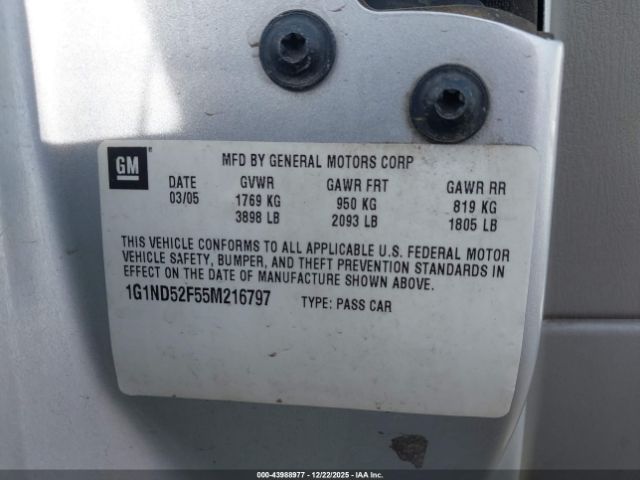 GM ®
MFD BY GENERAL MOTORS CORP
DATE GVWR GAWR FRT GAWR RR
03/05 1769 KG 950 KG 819 KG
3898 LB 2093 LB 1805 LB
THIS VEHICLE CONFORMS TO ALL APPLICABLE U.S. FEDERAL MOTOR
VEHICLE SAFETY, BUMPER, AND THEFT PREVENTION STANDARDS IN
EFFECT ON THE DATE OF MANUFACTURE SHOWN ABOVE.
1G1ND52F55M216797 TYPE: PASS CAR
© - 43988977 - 12/22/2025 - IAA, Inc.